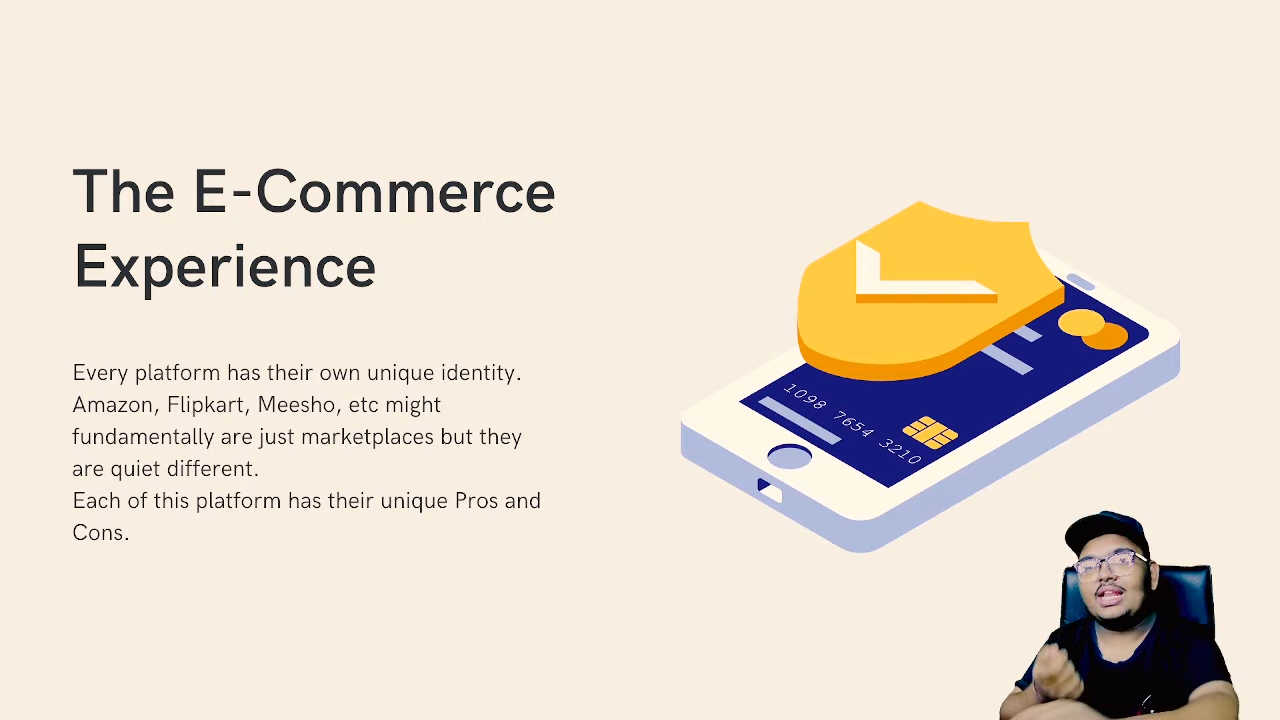 The E-Commerce
Experience
Every platform has their own unique identity.
Amazon, Flipkart, Meesho, etc might
fundamentally are just marketplaces but they
are quiet different.
Each of this platform has their unique Pros and
Cons.
1098 7654 3210